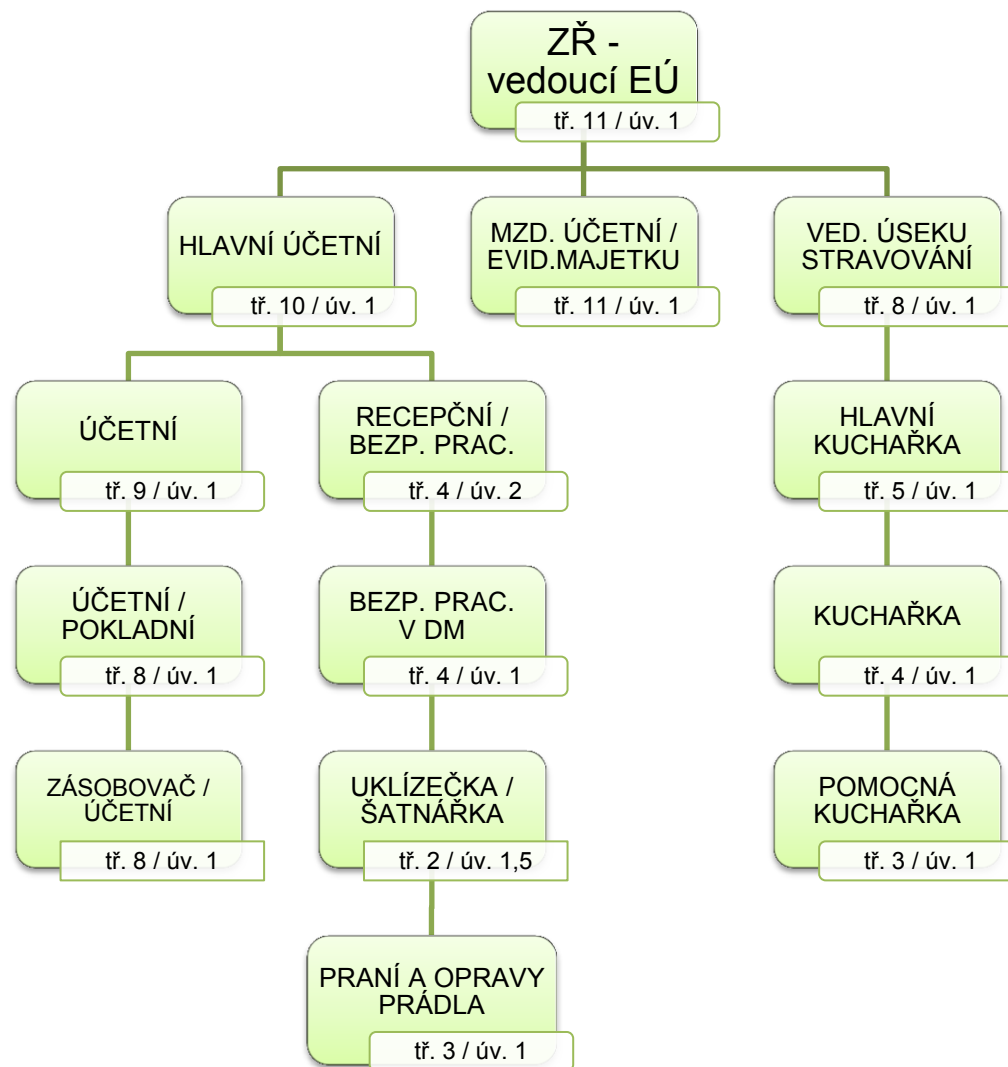 ZŘ -
vedoucí EÚ
tř. 11 / úv. 1
HLAVNÍ ÚČETNÍ
tř. 10 / úv. 1
MZD. ÚČETNÍ /
EVID.MAJETKU
tř. 11 / úv. 1
VED. ÚSEKU
STRAVOVÁNÍ
tř. 8 / úv. 1
ÚČETNÍ
tř. 9 / úv. 1
RECEPČNÍ /
BEZP. PRAC.
tř. 4 / úv. 2
HLAVNÍ
KUCHAŘKA
tř. 5 / úv. 1
ÚČETNÍ /
POKLADNÍ
tř. 8 / úv. 1
BEZP. PRAC.
V DM
tř. 4 / úv. 1
KUCHAŘKA
tř. 4 / úv. 1
ZÁSOBOVAČ /
ÚČETNÍ
tř. 8 / úv. 1
UKLÍZEČKA /
ŠATNÁŘKA
tř. 2 / úv. 1,5
POMOCNÁ
KUCHAŘKA
tř. 3 / úv. 1
PRANÍ A OPRAVY
PRÁDLA
tř. 3 / úv. 1